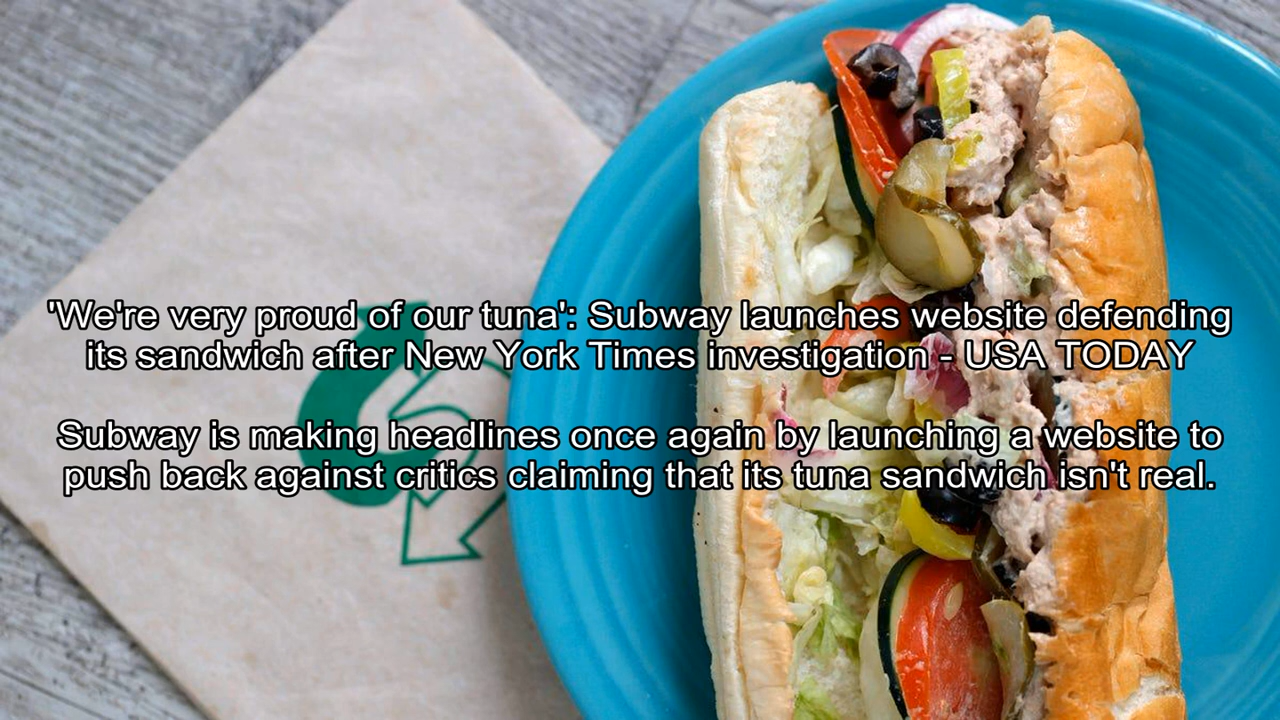 'We're very proud of our tuna': Subway launches website defending
its sandwich after New York Times investigation - USA TODAY
Subway is making headlines once again by launching a website to
push back against critics claiming that its tuna sandwich isn't real.